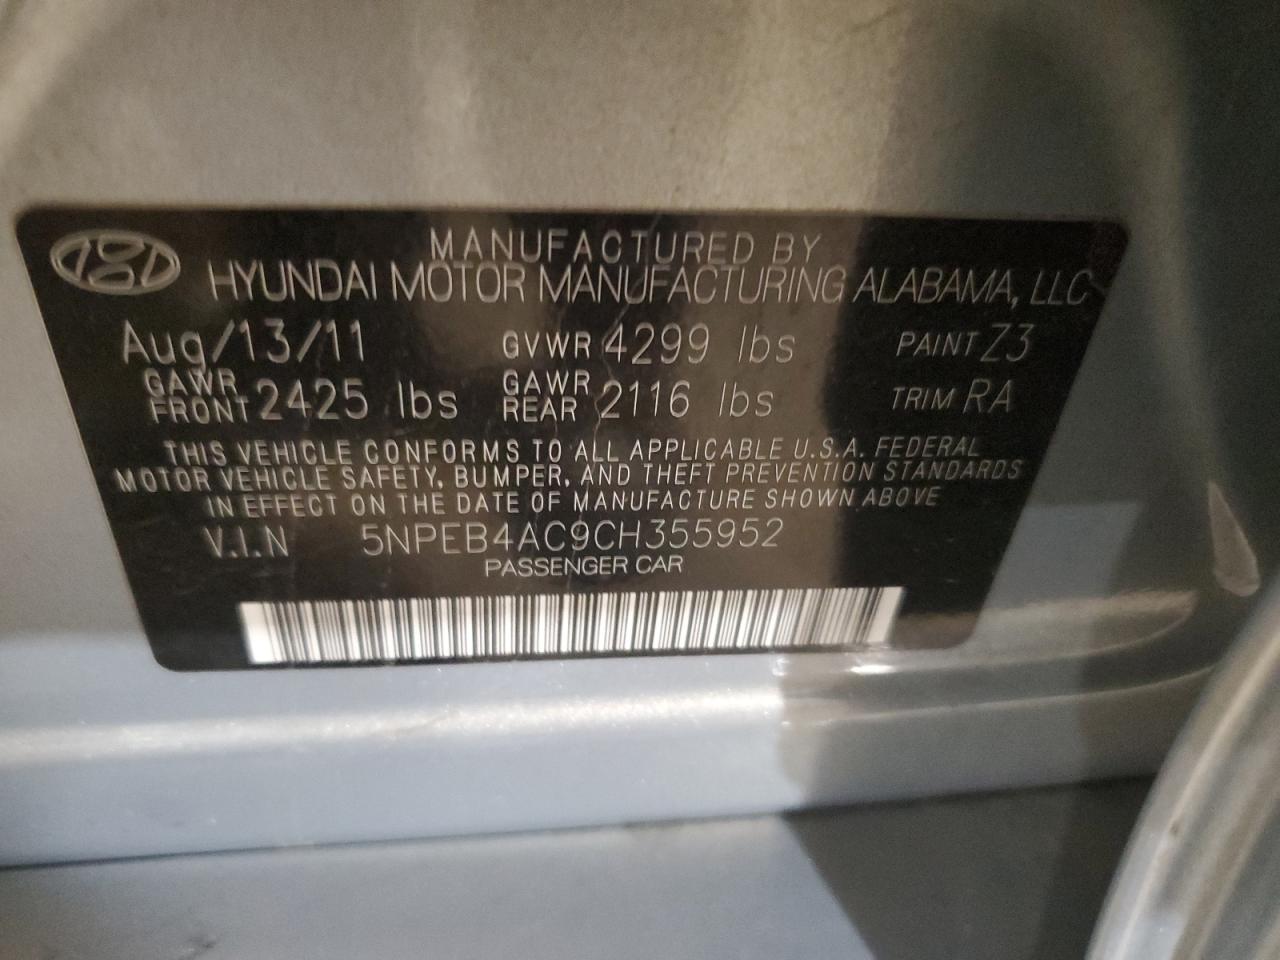 MANUFACTURED BY
HYUNDAI MOTOR MANUFACTURING ALABAMA, LLC
Aug/13/11 GVWR 4299 lbs PAINT Z3
GAWR FRONT 2425 lbs GAWR REAR 2116 lbs TRIM RA
THIS VEHICLE CONFORMS TO ALL APPLICABLE U.S.A. FEDERAL
MOTOR VEHICLE SAFETY, BUMPER, AND THEFT PREVENTION STANDARDS
IN EFFECT ON THE DATE OF MANUFACTURE SHOWN ABOVE
V.I.N 5NPEB4AC9CH355952
PASSENGER CAR